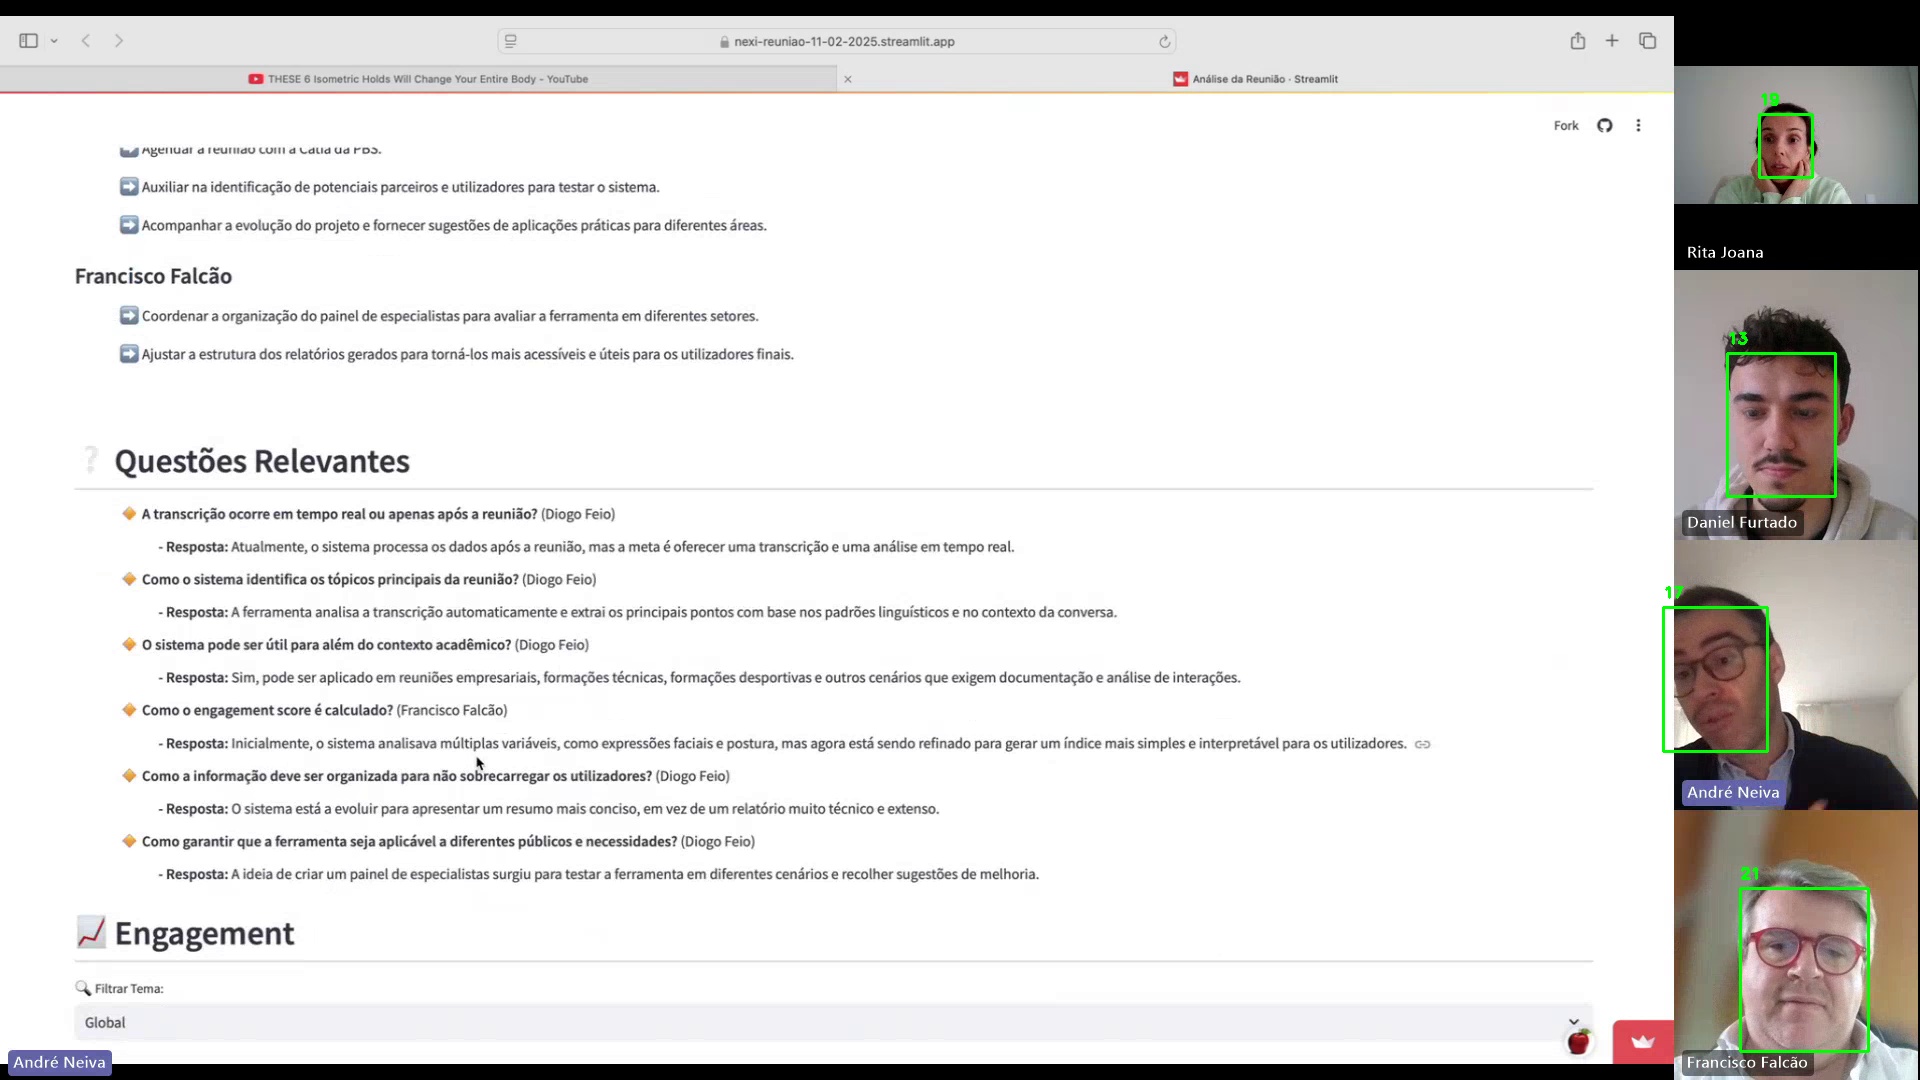 nexi-reuniao-11-02-2025.streamlit.app
THESE 6 Isometric Holds Will Change Your Entire Body - YouTube
Análise da Reunião · Streamlit
Fork
Agendar a reunião com a Cátia da PBS.
Auxiliar na identificação de potenciais parceiros e utilizadores para testar o sistema.
Acompanhar a evolução do projeto e fornecer sugestões de aplicações práticas para diferentes áreas.
Francisco Falcão
Coordenar a organização do painel de especialistas para avaliar a ferramenta em diferentes setores.
Ajustar a estrutura dos relatórios gerados para torná-los mais acessíveis e úteis para os utilizadores finais.
Questões Relevantes
A transcrição ocorre em tempo real ou apenas após a reunião? (Diogo Feio)
- Resposta: Atualmente, o sistema processa os dados após a reunião, mas a meta é oferecer uma transcrição e uma análise em tempo real.
Como o sistema identifica os tópicos principais da reunião? (Diogo Feio)
- Resposta: A ferramenta analisa a transcrição automaticamente e extrai os principais pontos com base nos padrões linguísticos e no contexto da conversa.
O sistema pode ser útil para além do contexto acadêmico? (Diogo Feio)
- Resposta: Sim, pode ser aplicado em reuniões empresariais, formações técnicas, formações desportivas e outros cenários que exigem documentação e análise de interações.
Como o engagement score é calculado? (Francisco Falcão)
- Resposta: Inicialmente, o sistema analisava múltiplas variáveis, como expressões faciais e postura, mas agora está sendo refinado para gerar um índice mais simples e interpretável para os utilizadores.
Como a informação deve ser organizada para não sobrecarregar os utilizadores? (Diogo Feio)
- Resposta: O sistema está a evoluir para apresentar um resumo mais conciso, em vez de um relatório muito técnico e extenso.
Como garantir que a ferramenta seja aplicável a diferentes públicos e necessidades? (Diogo Feio)
- Resposta: A ideia de criar um painel de especialistas surgiu para testar a ferramenta em diferentes cenários e recolher sugestões de melhoria.
Engagement
Filtrar Tema:
Global
André Neiva
19
Rita Joana
13
Daniel Furtado
André Neiva
21
Francisco Falcão